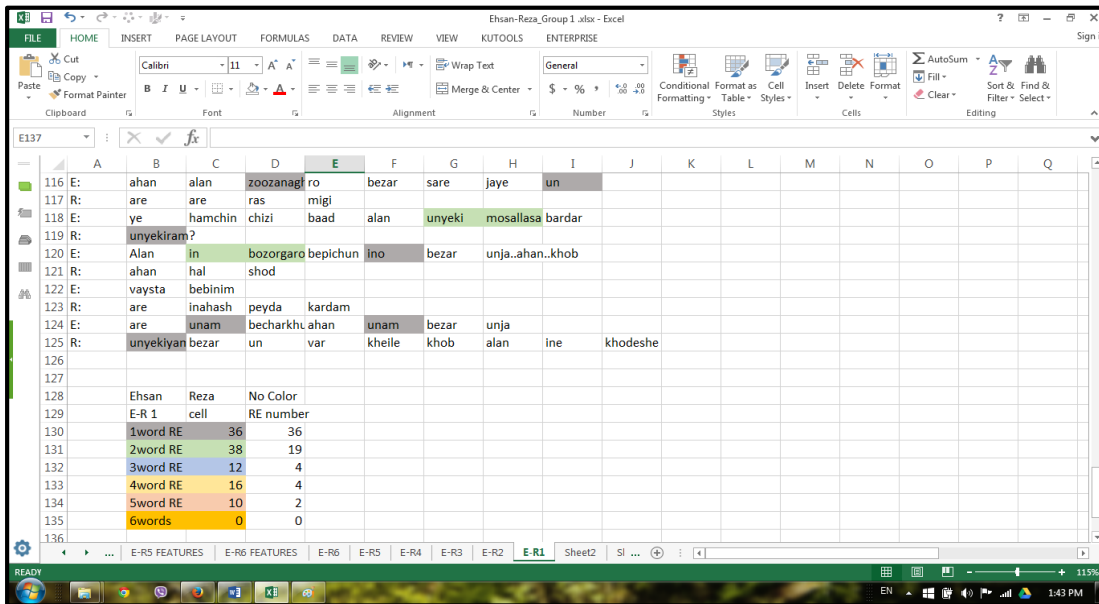 Ehsan-Reza_Group 1 .xlsx - Excel
FILE HOME INSERT PAGE LAYOUT FORMULAS DATA REVIEW VIEW KUTOOLS ENTERPRISE Sign i
Cut Calibri 11 Wrap Text General AutoSum
Copy Fill
Paste Format Painter B I U Merge & Center $ % Conditional Formatting Format as Table Cell Styles Insert Delete Format Clear Sort & Filter Find & Select
Clipboard Font Alignment Number Styles Cells Editing
E137 fx
A B C D E F G H I J K L M N O P Q
116 E: ahan alan zoozanagh ro bezar sare jaye un
117 R: are are ras migi
118 E: ye hamchin chizi baad alan unyeki mosallasa bardar
119 R: unyekiram?
120 E: Alan in bozorgaro bepichun ino bezar unja..ahan..khob
121 R: ahan hal shod
122 E: vaysta bebinim
123 R: are inahash peyda kardam
124 E: are unam becharkhu ahan unam bezar unja
125 R: unyekiyan bezar un var kheile khob alan ine khodeshe
126
127
128 Ehsan Reza No Color
129 E-R 1 cell RE number
130 1word RE 36 36
131 2word RE 38 19
132 3word RE 12 4
133 4word RE 16 4
134 5word RE 10 2
135 6words 0 0
136
... E-R5 FEATURES E-R6 FEATURES E-R6 E-R5 E-R4 E-R3 E-R2 E-R1 Sheet2 Sl ...
READY 115%
EN 1:43 PM